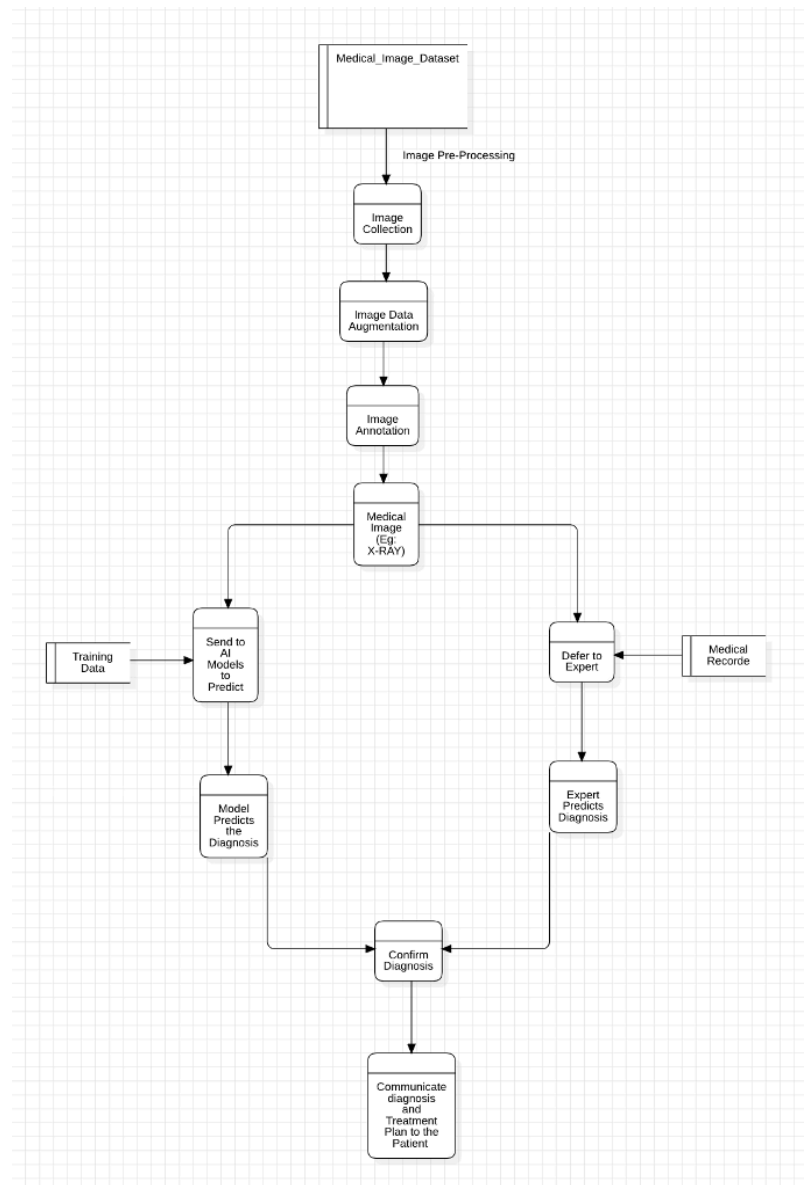 Medical_Image_Dataset
Image Pre-Processing
Image
Collection
Image Data
Augmentation
Image
Annotation
Medical
Image
(Eg:
X-RAY)
Send to
AI
Models
to
Predict
Training
Data
Defer to
Expert
Medical
Recorde
Model
Predicts
the
Diagnosis
Expert
Predicts
Diagnosis
Confirm
Diagnosis
Communicate
diagnosis
and
Treatment
Plan to the
Patient